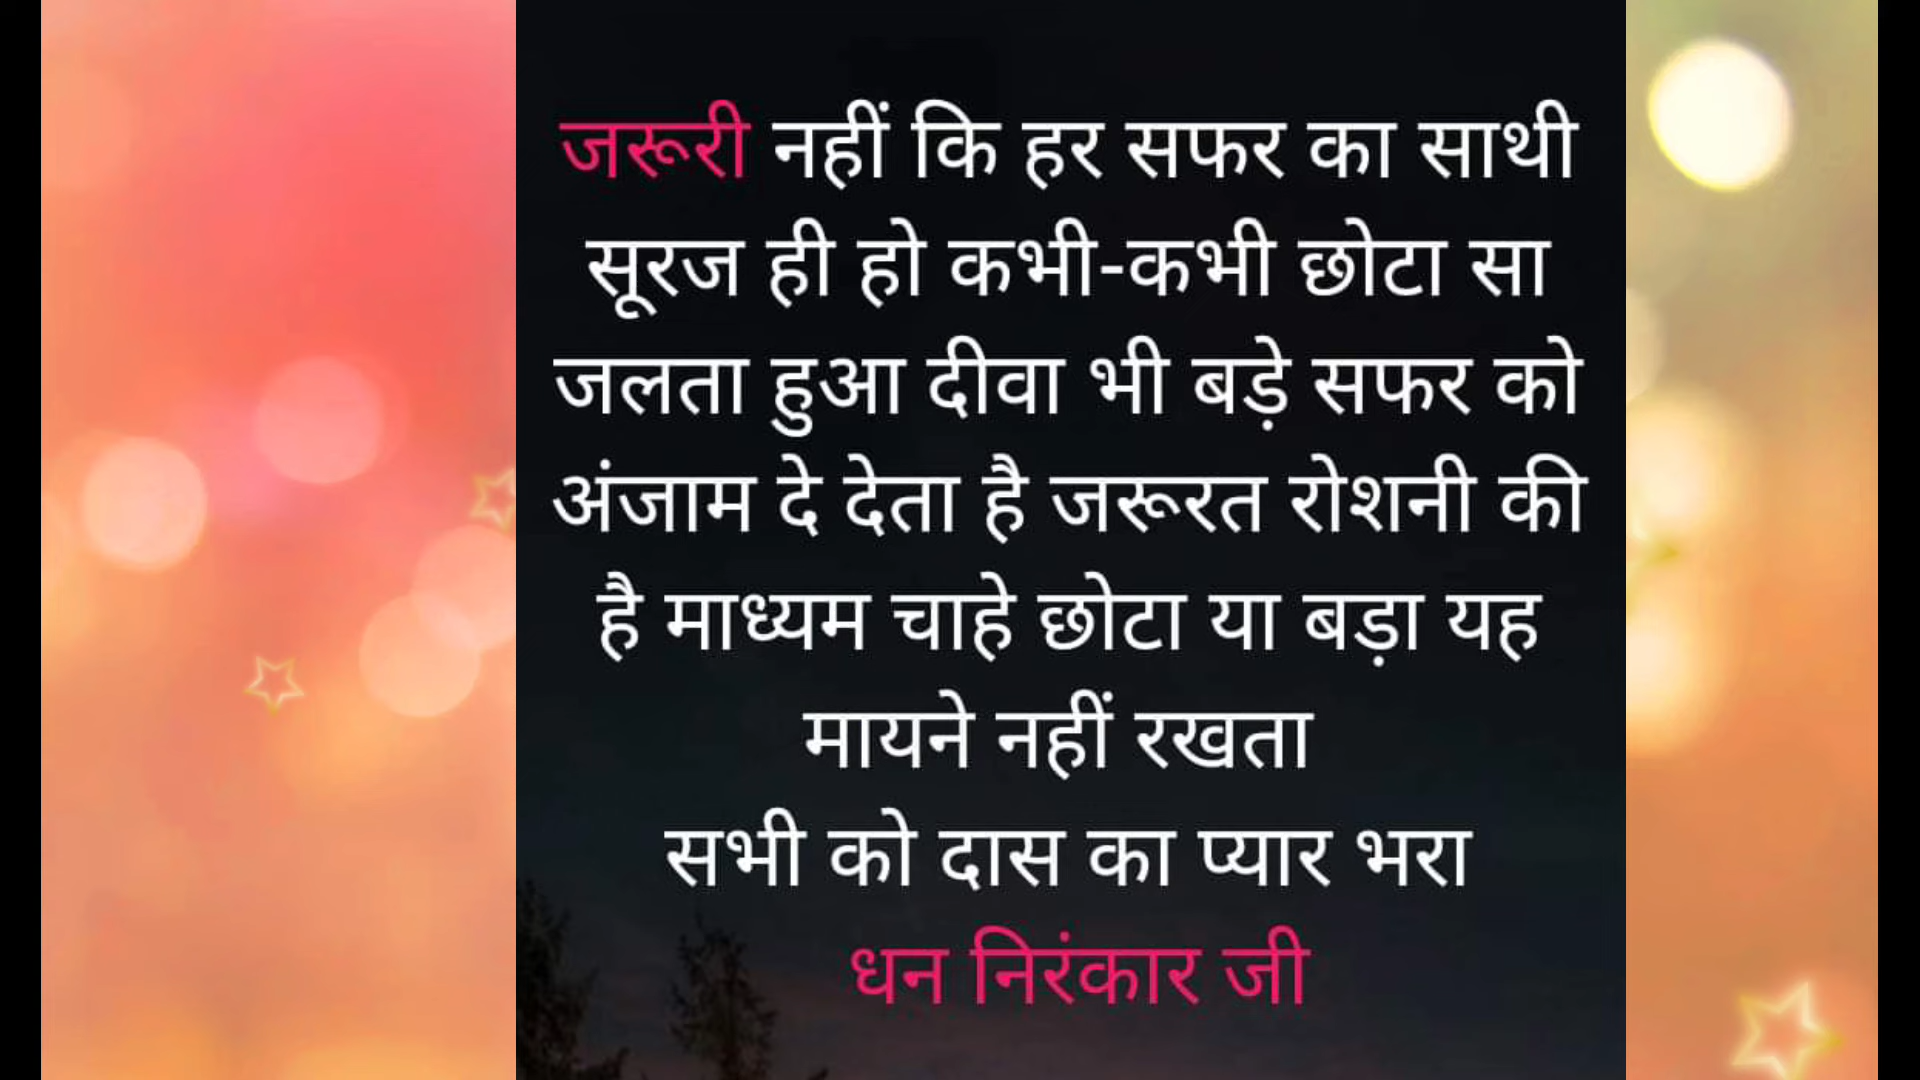 जरूरी नहीं कि हर सफर का साथी
सूरज ही हो कभी-कभी छोटा सा
जलता हुआ दीवा भी बड़े सफर को
अंजाम दे देता है जरूरत रोशनी की
है माध्यम चाहे छोटा या बड़ा यह
मायने नहीं रखता
सभी को दास का प्यार भरा
धन निरंकार जी